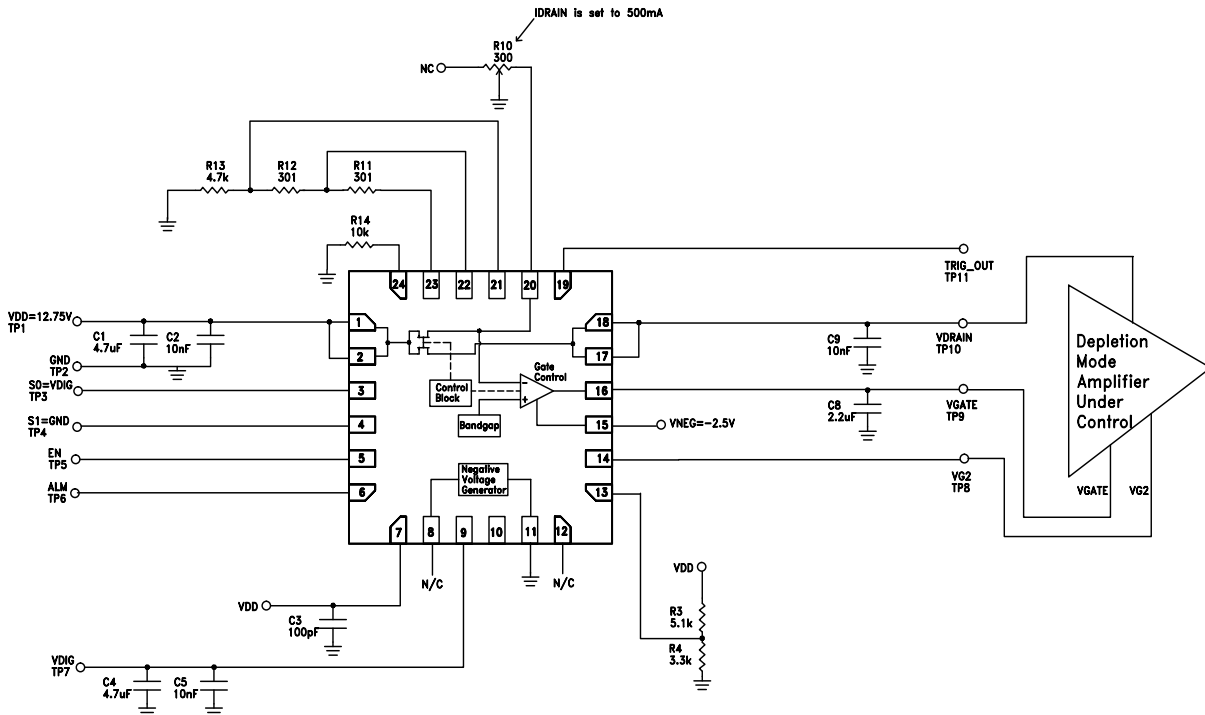 IDRAIN is set to 500mA
R10
300
NC
R13
4.7k
R12
301
R11
301
R14
10k
24
23
22
21
20
19
TRIG_OUT
TP11
VDD=12.75V
TP1
C1
4.7uF
C2
10nF
GND
TP2
S0=VDIG
TP3
S1=GND
TP4
EN
TP5
ALM
TP6
1
2
3
4
5
6
Gate
Control
Control
Block
Bandgap
Negative
Voltage
Generator
18
17
16
15
14
13
C9
10nF
VDRAIN
TP10
C8
2.2uF
VGATE
TP9
VNEG=-2.5V
VG2
TP8
Depletion
Mode
Amplifier
Under
Control
VGATE
VG2
7
8
9
10
11
12
N/C
N/C
VDD
C3
100pF
VDD
R3
5.1k
R4
3.3k
VDIG
TP7
C4
4.7uF
C5
10nF